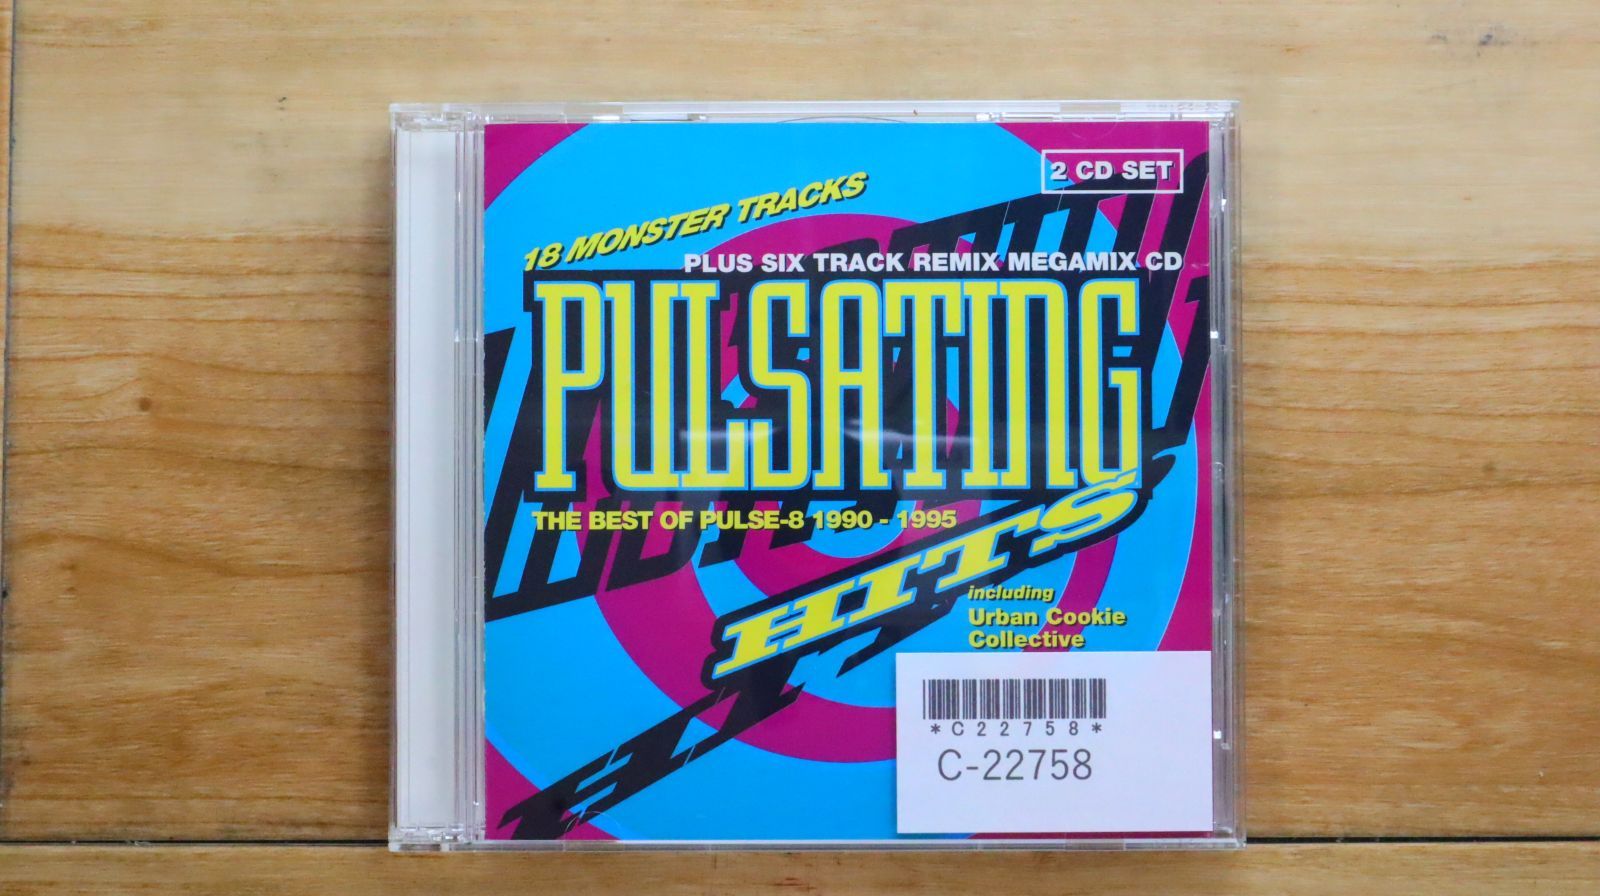 2 CD SET
18 MONSTER TRACKS
PLUS SIX TRACK REMIX MEGAMIX CD
PULSATING
THE BEST OF PULSE-8 1990 - 1995
HITS
including
Urban Cookie
Collective
*C22758*
C-22758